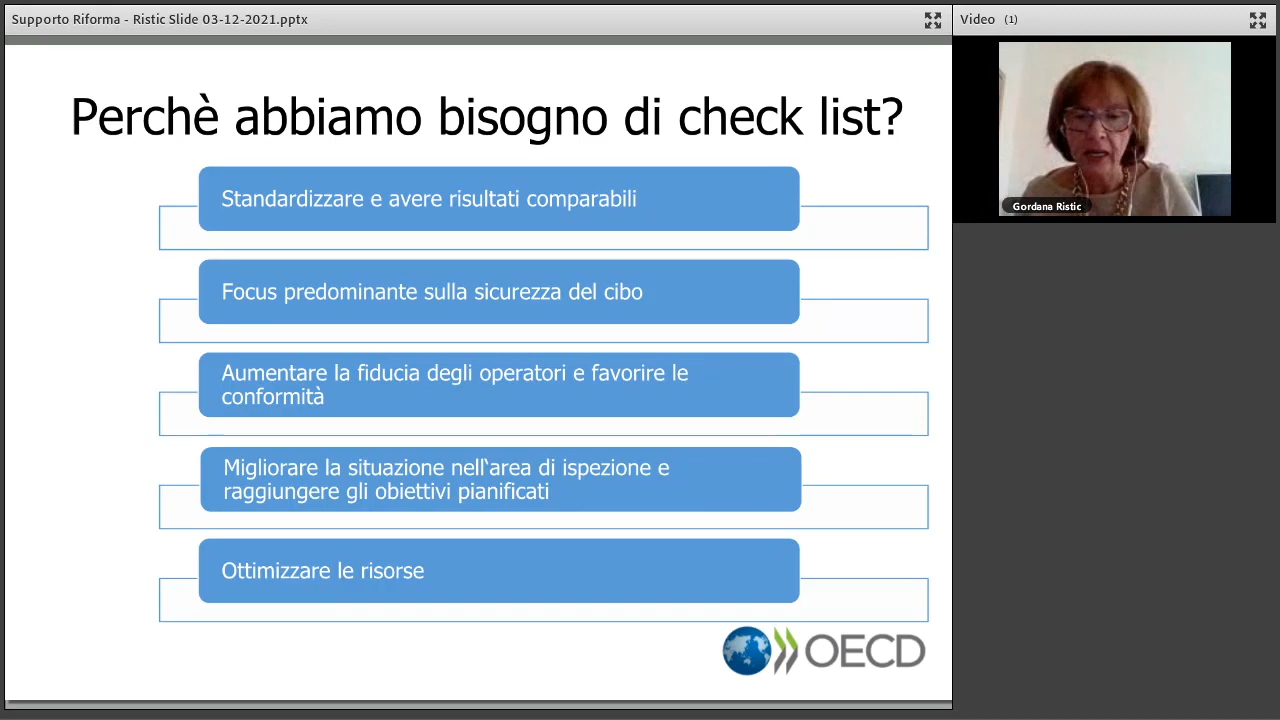 Supporto Riforma - Ristic Slide 03-12-2021.pptx
Video (1)
Perchè abbiamo bisogno di check list?
Standardizzare e avere risultati comparabili
Focus predominante sulla sicurezza del cibo
Aumentare la fiducia degli operatori e favorire le
conformità
Migliorare la situazione nell‘area di ispezione e
raggiungere gli obiettivi pianificati
Ottimizzare le risorse
OECD
Gordana Ristic